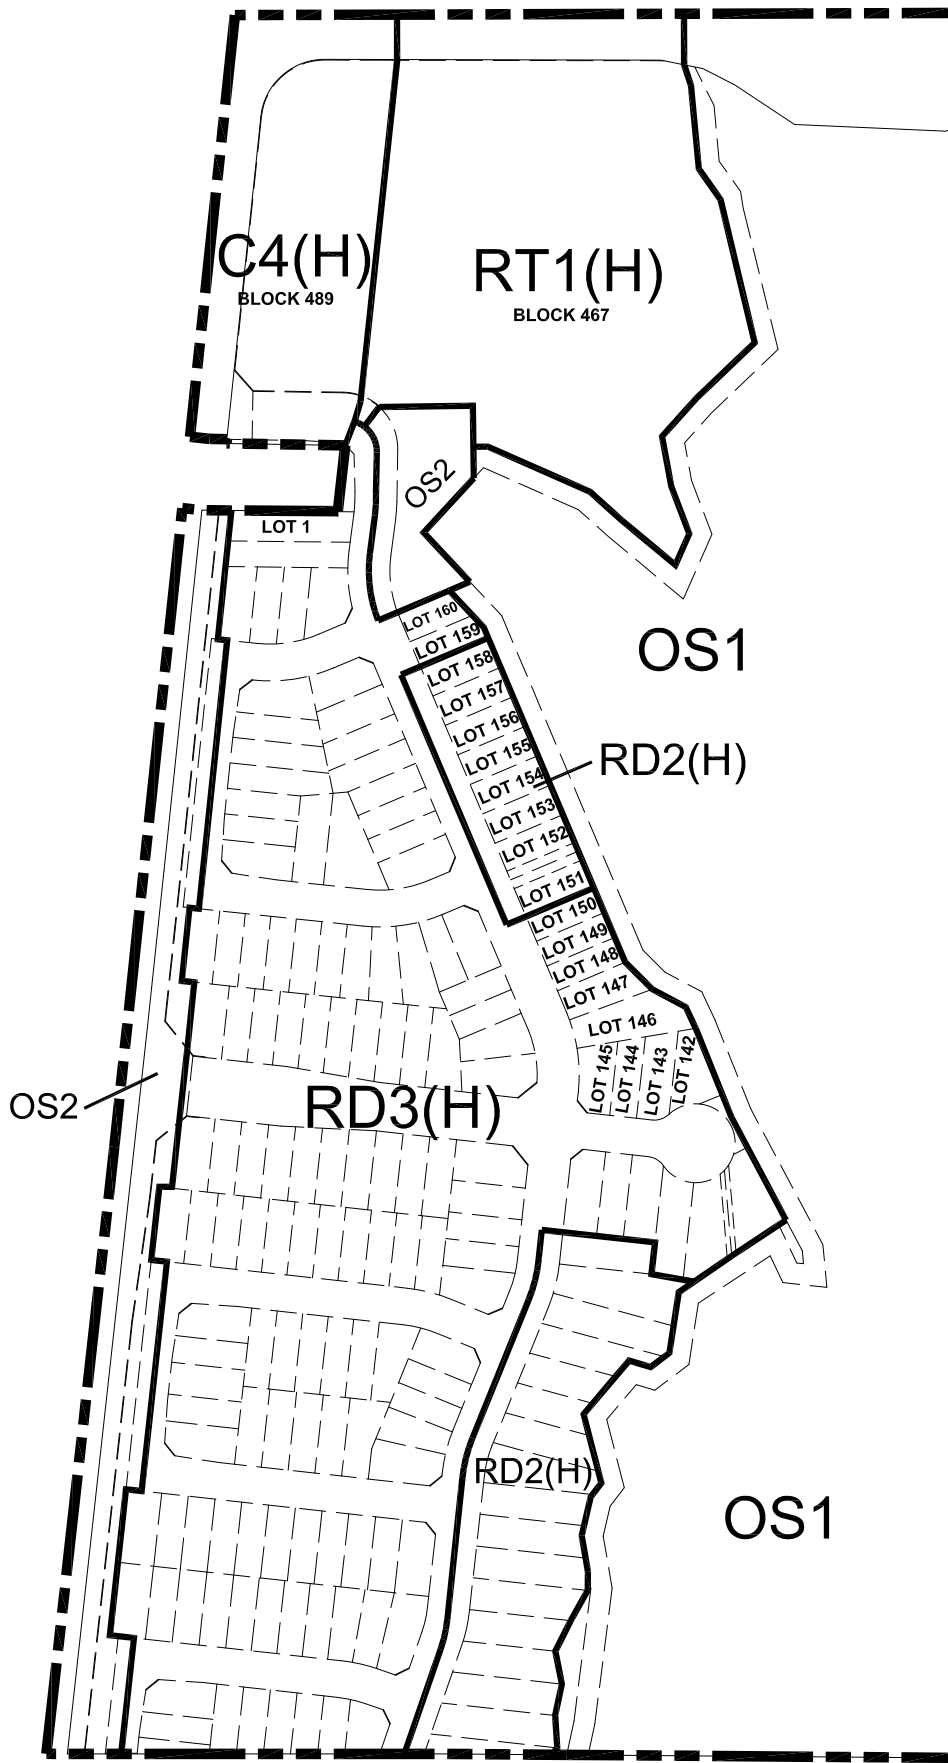 C4(H)
BLOCK 489
RT1(H)
BLOCK 467
OS2
LOT 1
LOT 160
LOT 159
OS1
LOT 158
LOT 157
LOT 156
LOT 155
RD2(H)
LOT 154
LOT 153
LOT 152
LOT 151
LOT 150
LOT 149
LOT 148
LOT 147
LOT 146
LOT 145
LOT 144
LOT 143
LOT 142
OS2
RD3(H)
RD2(H)
OS1